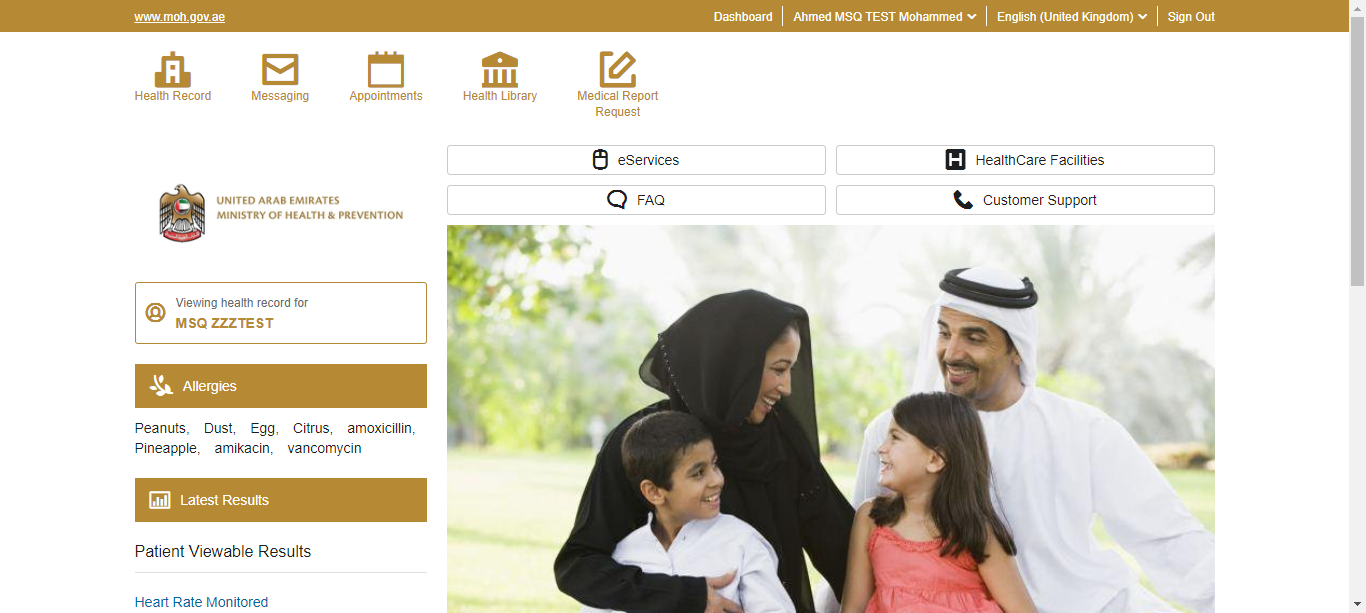 www.moh.gov.ae
Dashboard
Ahmed MSQ TEST Mohammed
English (United Kingdom)
Sign Out
Health Record
Messaging
Appointments
Health Library
Medical Report
Request
eServices
HealthCare Facilities
FAQ
Customer Support
UNITED ARAB EMIRATES
MINISTRY OF HEALTH & PREVENTION
Viewing health record for
MSQ ZZZTEST
Allergies
Peanuts, Dust, Egg, Citrus, amoxicillin,
Pineapple, amikacin, vancomycin
Latest Results
Patient Viewable Results
Heart Rate Monitored